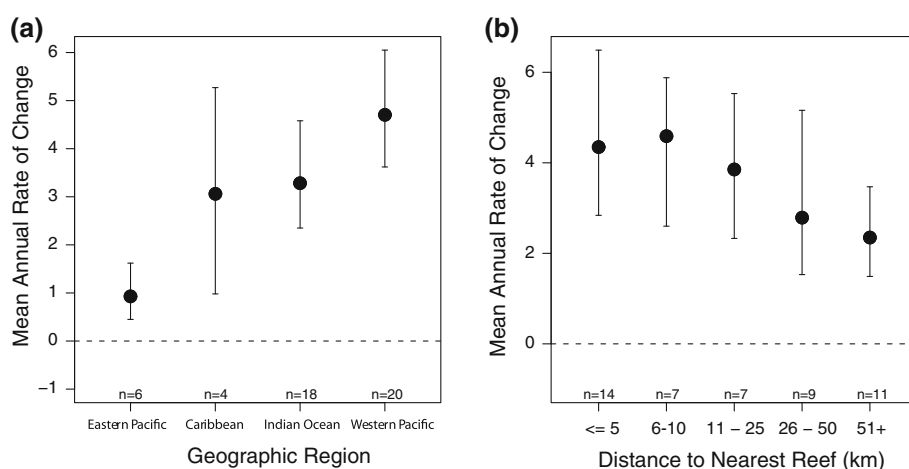 (a)
Mean Annual Rate of Change
6
5
4
3
2
1
0
−1
n=6 n=4 n=18 n=20
Eastern Pacific Caribbean Indian Ocean Western Pacific
Geographic Region
(b)
Mean Annual Rate of Change
6
4
2
0
n=14 n=7 n=7 n=9 n=11
<= 5 6-10 11 − 25 26 − 50 51+
Distance to Nearest Reef (km)